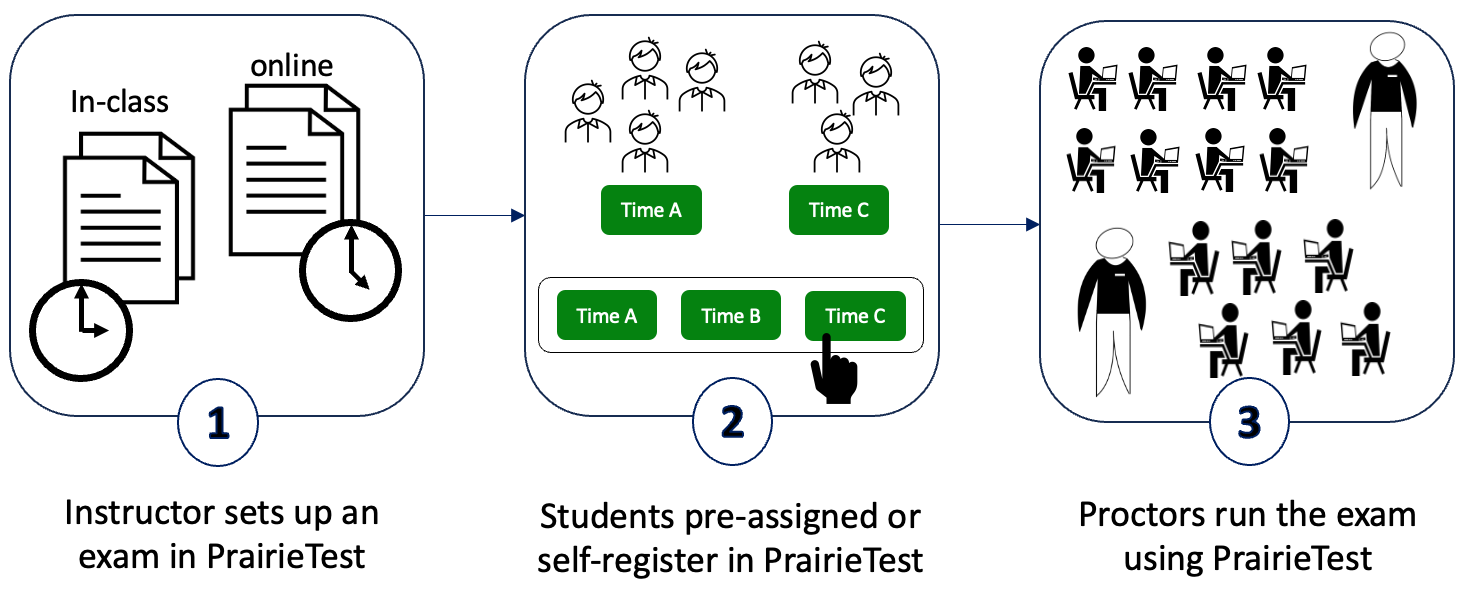 online
In-class
Time A
Time C
Time A
Time B
Time C
1
2
3
Instructor sets up an
exam in PrairieTest
Students pre-assigned or
self-register in PrairieTest
Proctors run the exam
using PrairieTest